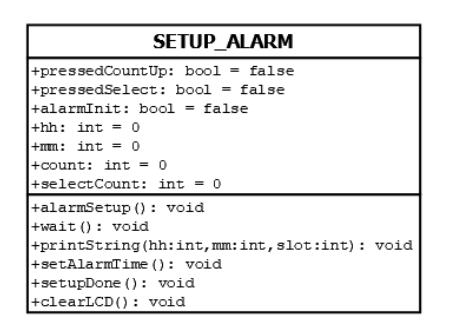 SETUP_ALARM
+pressedCountUp: bool = false
+pressedSelect: bool = false
+alarmInit: bool = false
+hh: int = 0
+mm: int = 0
+count: int = 0
+selectCount: int = 0
+alarmSetup(): void
+wait(): void
+printString(hh:int,mm:int,slot:int): void
+setAlarmTime(): void
+setupDone(): void
+clearLCD(): void